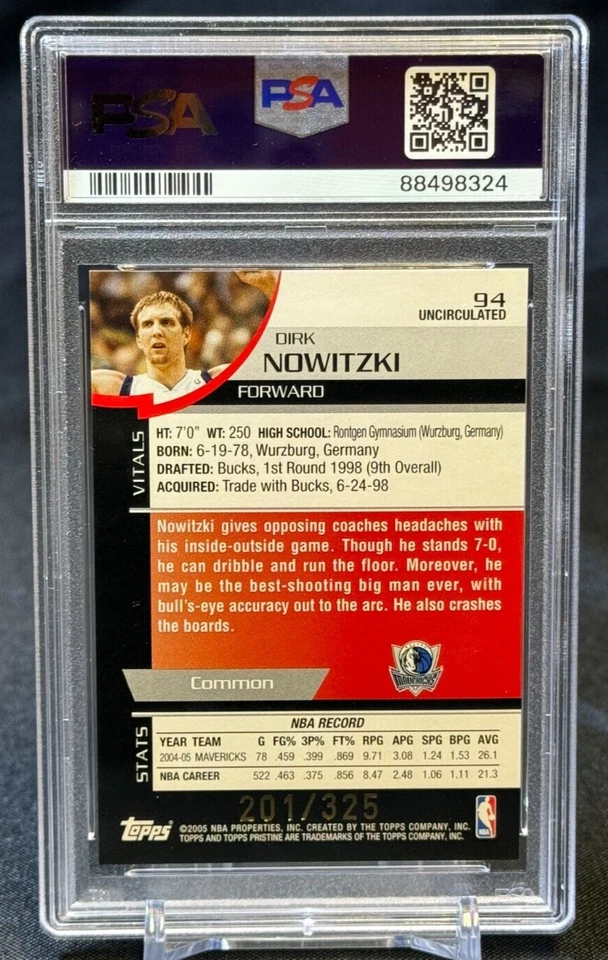 PSA
PSA
88498324
94
UNCIRCULATED
DIRK
NOWITZKI
FORWARD
VITALS
HT: 7'0" WT: 250 HIGH SCHOOL: Rontgen Gymnasium (Wurzburg, Germany)
BORN: 6-19-78, Wurzburg, Germany
DRAFTED: Bucks, 1st Round 1998 (9th Overall)
ACQUIRED: Trade with Bucks, 6-24-98
Nowitzki gives opposing coaches headaches with
his inside-outside game. Though he stands 7-0,
he can dribble and run the floor. Moreover, he
may be the best-shooting big man ever, with
bull's-eye accuracy out to the arc. He also crashes
the boards.
Common
MAVERICKS
STATS
NBA RECORD
YEAR TEAM G FG% 3P% FT% RPG APG SPG BPG AVG
2004-05 MAVERICKS 78 .459 .399 .869 9.71 3.08 1.24 1.53 26.1
NBA CAREER 522 .463 .375 .856 8.47 2.48 1.06 1.11 21.3
201/325
topps ©2005 NBA PROPERTIES, INC. CREATED BY THE TOPPS COMPANY, INC.
TOPPS AND TOPPS PRISTINE ARE TRADEMARKS OF THE TOPPS COMPANY, INC.
NBA
PSA